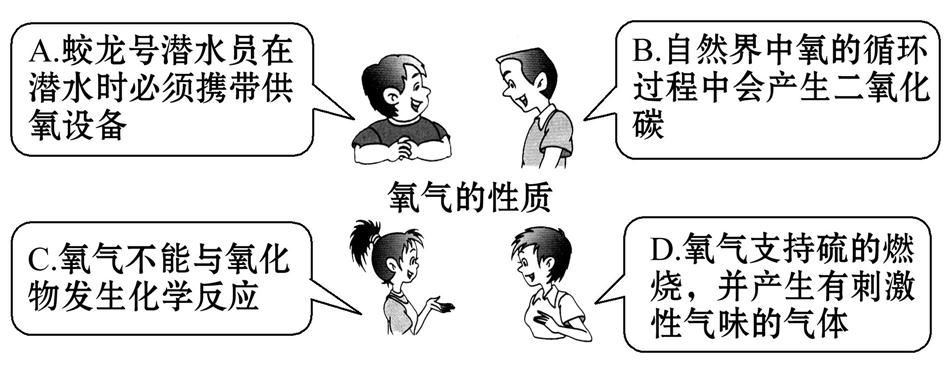 A.蛟龙号潜水员在
潜水时必须携带供
氧设备
B.自然界中氧的循环
过程中会产生二氧化
碳
氧气的性质
C.氧气不能与氧化
物发生化学反应
D.氧气支持硫的燃
烧，并产生有刺激
性气味的气体